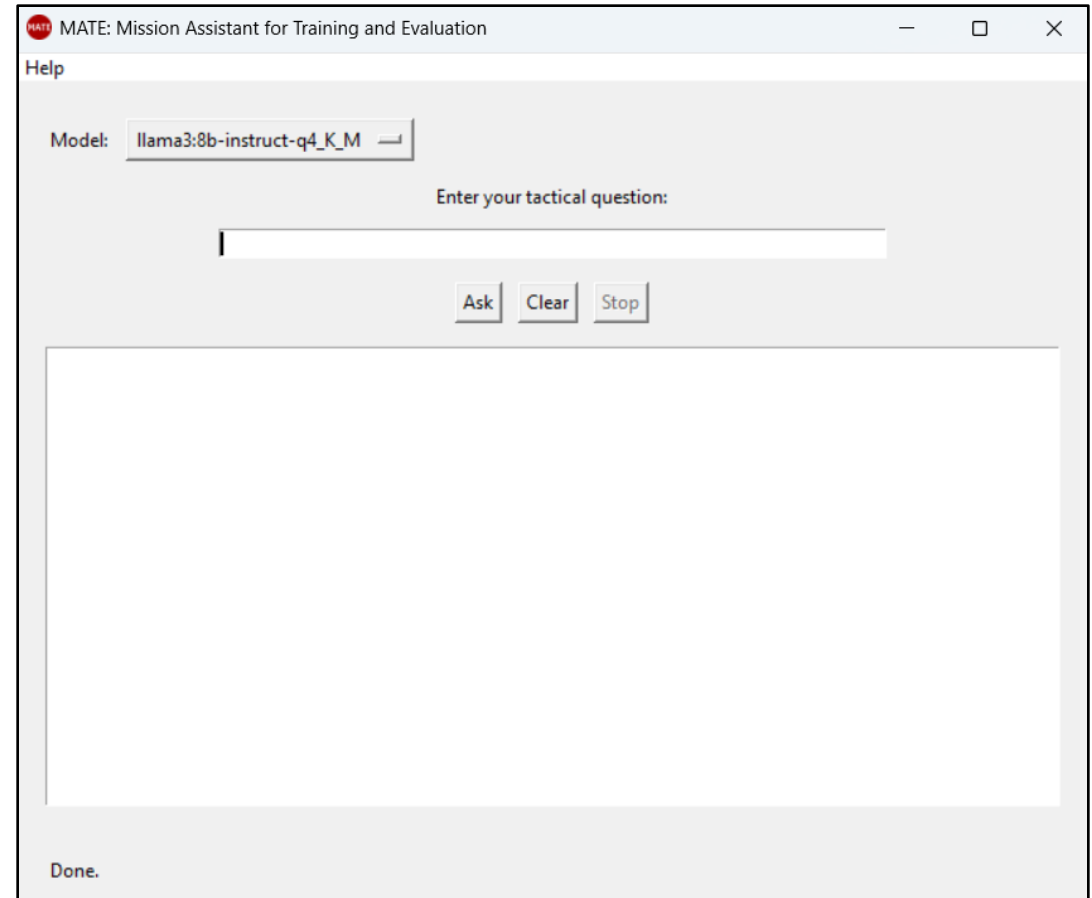 MATE MATE: Mission Assistant for Training and Evaluation
Help
Model: llama3:8b-instruct-q4_K_M
Enter your tactical question:
Ask Clear Stop
Done.